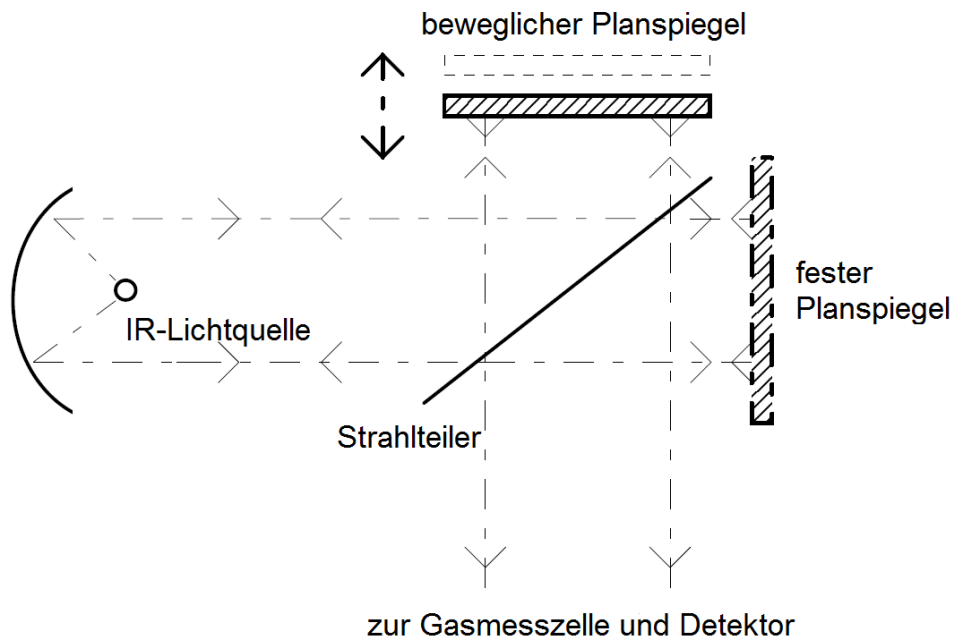 beweglicher Planspiegel
fester
Planspiegel
IR-Lichtquelle
Strahlteiler
zur Gasmesszelle und Detektor